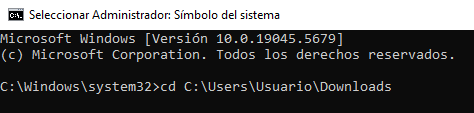 Seleccionar Administrador: Símbolo del sistema
Microsoft Windows [Versión 10.0.19045.5679]
(c) Microsoft Corporation. Todos los derechos reservados.
C:\Windows\system32>cd C:\Users\Usuario\Downloads